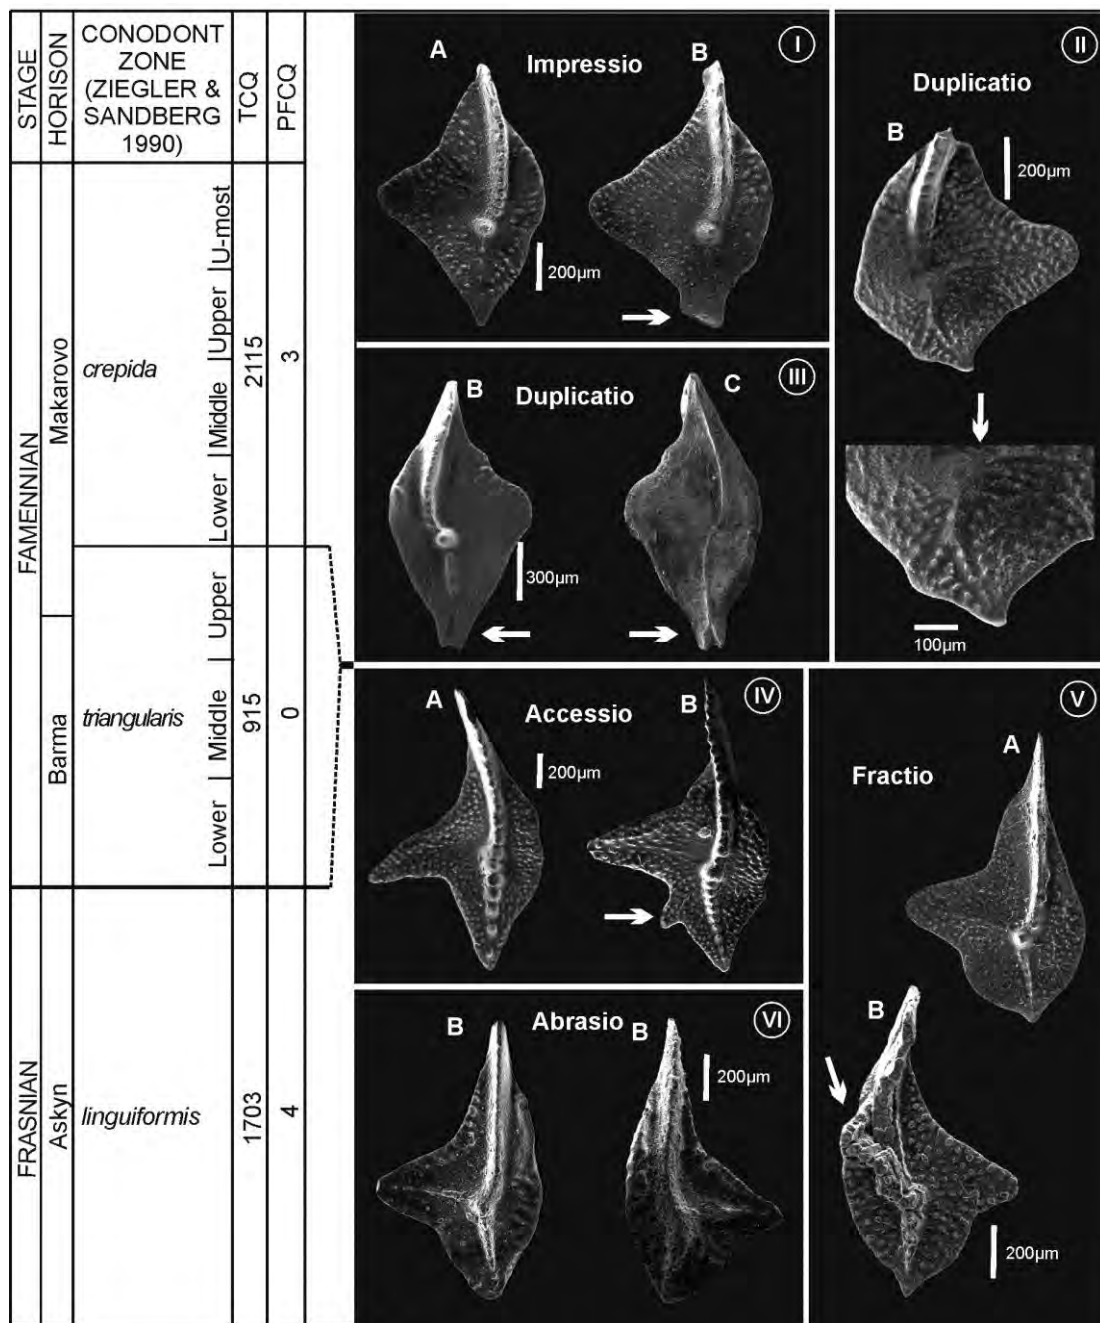 STAGE
HORISON
CONODONT
ZONE
(ZIEGLER &
SANDBERG
1990)
TCQ
PFCQ
FAMENNIAN
Makarovo
crepida
Lower | Middle | Upper | U-most
2115
3
Barma
triangularis
Lower | Middle | Upper
915
0
FRASNIAN
Askyn
linguiformis
1703
4
A Impressio B I
200µm
Duplicatio II
B
200µm
100µm
B Duplicatio C III
300µm
A Accessio B IV
200µm
V
A
Fractio
B
200µm
B Abrasio B VI
200µm